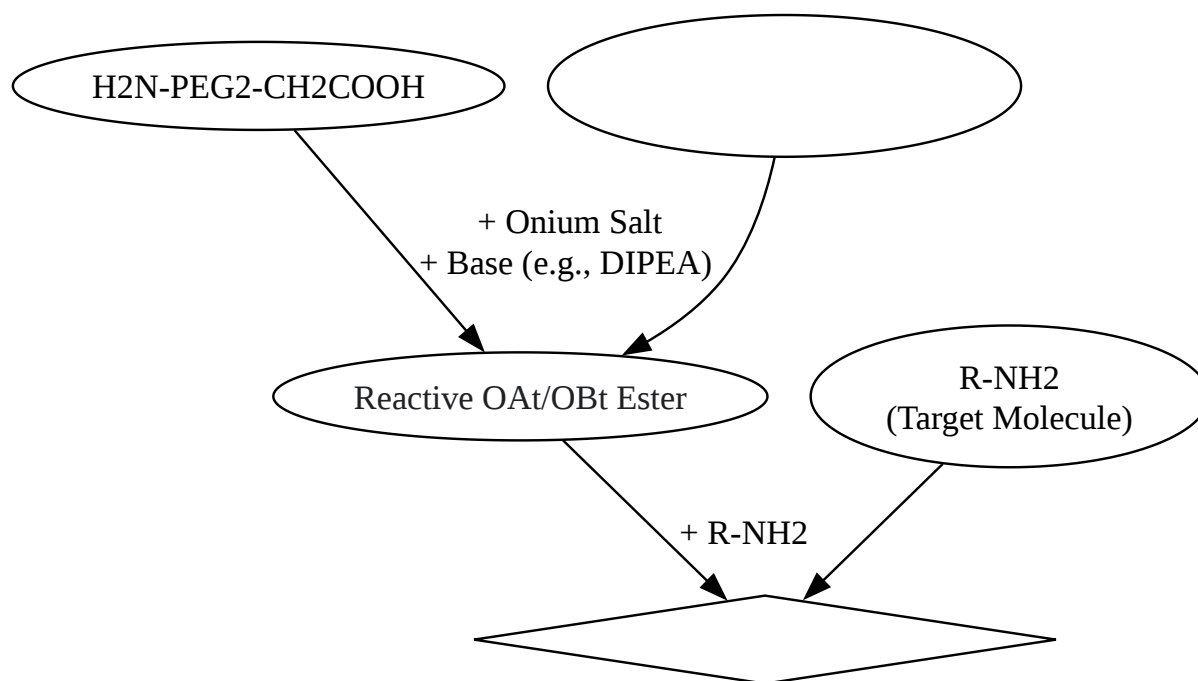 H2N-PEG2-CH2COOH
+ Onium Salt
+ Base (e.g., DIPEA)
Reactive OAt/OBt Ester
R-NH2
(Target Molecule)
+ R-NH2